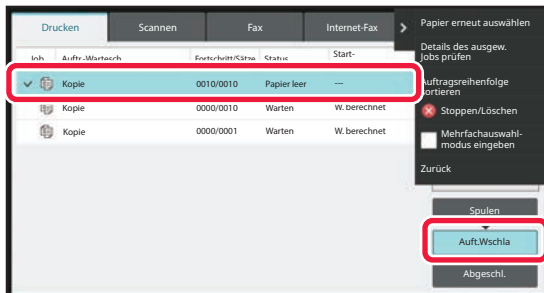 Drucken Scannen Fax Internet-Fax
Job Auftr-Wartesch. Fortschritt/Sätze Status Start-
Kopie 0010/0010 Papier leer ---
Kopie 0010/0010 Warten W. berechnet
Kopie 0000/0001 Warten W. berechnet
Papier erneut auswählen
Details des ausgew.
Jobs prüfen
Auftragsreihenfolge
sortieren
Stoppen/Löschen
Mehrfachauswahl-
modus eingeben
Zurück
Spulen
Auft.Wschla
Abgeschl.